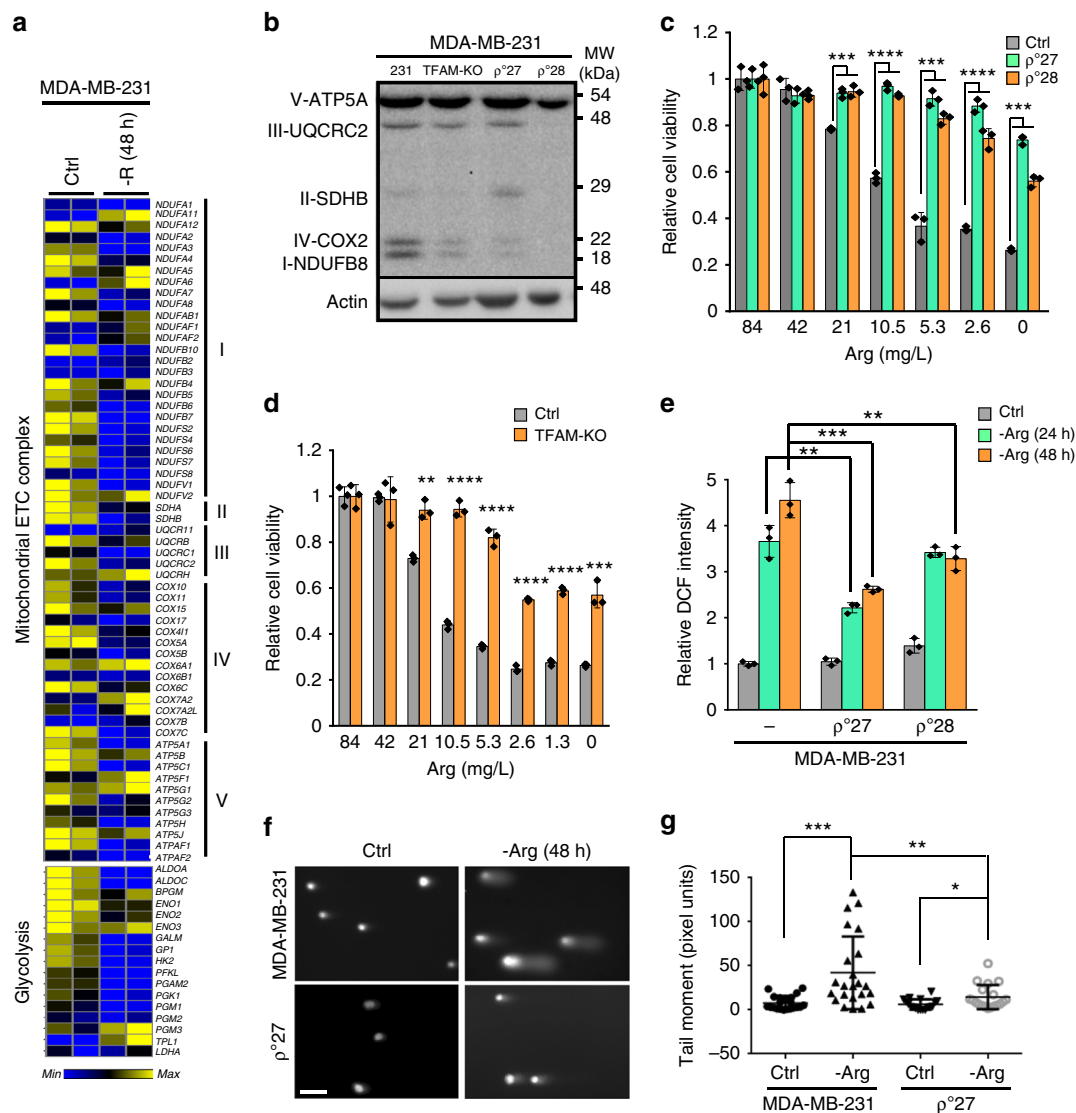 a
MDA-MB-231
Ctrl
-R (48 h)
Mitochondrial ETC complex
NDUFA1
NDUFA11
NDUFA12
NDUFA2
NDUFA3
NDUFA4
NDUFA5
NDUFA6
NDUFA7
NDUFA8
NDUFAB1
NDUFAF1
NDUFAF2
NDUFB10
NDUFB2
NDUFB3
NDUFB4
NDUFB5
NDUFB6
NDUFB7
NDUFS2
NDUFS4
NDUFS6
NDUFS7
NDUFS8
NDUFV1
NDUFV2
SDHA
SDHB
UQCR11
UQCRB
UQCRC1
UQCRC2
UQCRH
COX10
COX11
COX15
COX17
COX4I1
COX5A
COX5B
COX6A1
COX6B1
COX6C
COX7A2
COX7A2L
COX7B
COX7C
ATP5A1
ATP5B
ATP5C1
ATP5F1
ATP5G1
ATP5G2
ATP5G3
ATP5H
ATP5J
ATPAF1
ATPAF2
I
II
III
IV
V
Glycolysis
ALDOA
ALDOC
BPGM
ENO1
ENO2
ENO3
GALM
GP1
HK2
PFKL
PGAM2
PGK1
PGM1
PGM2
PGM3
TPL1
LDHA
Min
Max
b
MDA-MB-231
231 TFAM-KO ρ°27 ρ°28
MW
(kDa)
V-ATP5A
III-UQCRC2
II-SDHB
IV-COX2
I-NDUFB8
Actin
54
48
29
22
18
48
c
Ctrl
ρ°27
ρ°28
Relative cell viability
1.2
1
0.8
0.6
0.4
0.2
0
*** **** *** **** ***
84 42 21 10.5 5.3 2.6 0
Arg (mg/L)
d
Ctrl
TFAM-KO
Relative cell viability
1.2
1
0.8
0.6
0.4
0.2
0
** **** **** **** **** ***
84 42 21 10.5 5.3 2.6 1.3 0
Arg (mg/L)
e
Ctrl
-Arg (24 h)
-Arg (48 h)
Relative DCF intensity
5
4
3
2
1
0
**
***
**
– ρ°27 ρ°28
MDA-MB-231
f
Ctrl -Arg (48 h)
MDA-MB-231
ρ°27
g
Tail moment (pixel units)
150
100
50
0
−50
***
**
*
Ctrl -Arg Ctrl -Arg
MDA-MB-231 ρ°27